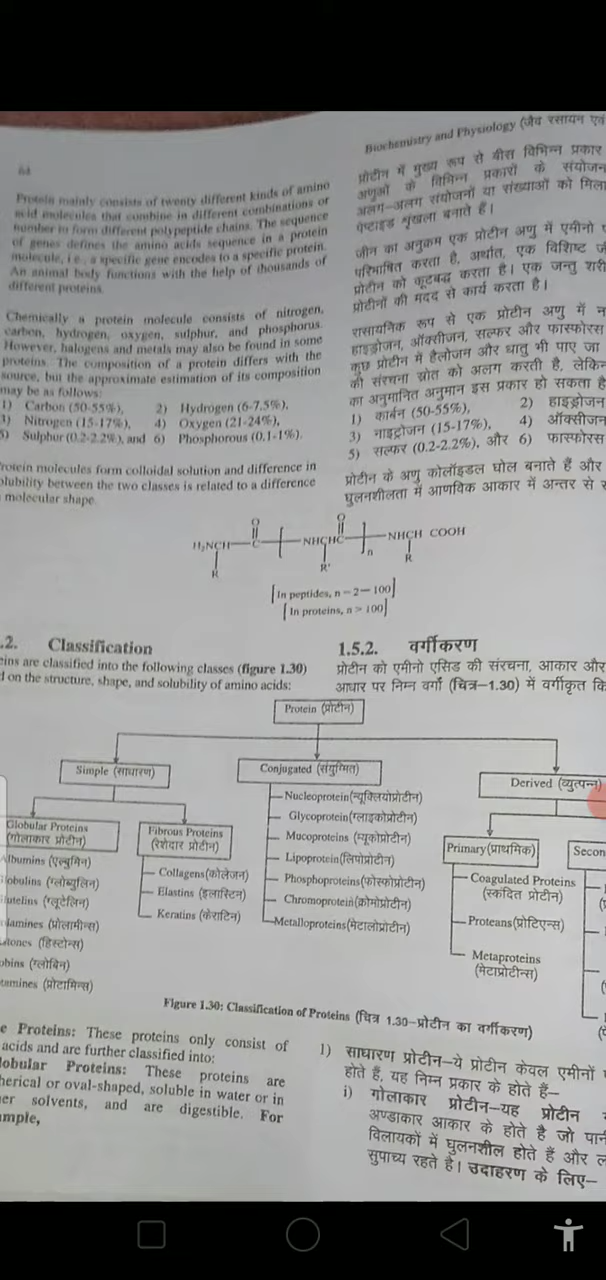 68
Protein mainly consists of twenty different kinds of amino
acid molecules that combine in different combinations or
number to form different polypeptide chains. The sequence
of genes defines the amino acids sequence in a protein
molecule, i.e., a specific gene encodes to a specific protein.
An animal body functions with the help of thousands of
different proteins.
Chemically a protein molecule consists of nitrogen,
carbon, hydrogen, oxygen, sulphur, and phosphorus.
However, halogens and metals may also be found in some
proteins. The composition of a protein differs with the
source, but the approximate estimation of its composition
may be as follows:
1) Carbon (50-55%), 2) Hydrogen (6-7.5%),
3) Nitrogen (15-17%), 4) Oxygen (21-24%),
5) Sulphur (0.2-2.2%), and 6) Phosphorous (0.1-1%).
Protein molecules form colloidal solution and difference in
olubility between the two classes is related to a difference
molecular shape.
Biochemistry and Physiology (जैव रसायन एवं
प्रोटीन में मुख्य रूप से बीस विभिन्न प्रकार
अणुओं के विभिन्न प्रकारों के संयोजन
अलग-अलग संयोजनों या संख्याओं को मिला
पेप्टाइड शृंखला बनाते हैं।
जीन का अनुक्रम एक प्रोटीन अणु में एमीनो ए
परिभाषित करता है, अर्थात, एक विशिष्ट जी
प्रोटीन को कूटबद्ध करता है। एक जन्तु शरी
प्रोटीनों की मदद से कार्य करता है।
रासायनिक रूप से एक प्रोटीन अणु में न
हाइड्रोजन, ऑक्सीजन, सल्फर और फास्फोरस
कुछ प्रोटीन में हैलोजन और धातु भी पाए जा
की संरचना स्रोत को अलग करती है, लेकिन
का अनुमानित अनुमान इस प्रकार हो सकता है
1) कार्बन (50-55%), 2) हाइड्रोजन
3) नाइट्रोजन (15-17%), 4) ऑक्सीजन
5) सल्फर (0.2-2.2%), और 6) फास्फोरस
प्रोटीन के अणु कोलॉइडल घोल बनाते हैं और
घुलनशीलता में आणविक आकार में अन्तर से स
O O
H₂NCH C NHCHC n NHCH COOH
R R' R
[In peptides, n = 2 — 100]
[In proteins, n > 100]
.2. Classification
eins are classified into the following classes (figure 1.30)
d on the structure, shape, and solubility of amino acids:
1.5.2. वर्गीकरण
प्रोटीन को एमीनो एसिड की संरचना, आकार और
आधार पर निम्न वर्गों (चित्र-1.30) में वर्गीकृत कि
Protein (प्रोटीन)
Simple (साधारण)
Conjugated (संयुग्मित)
Derived (व्युत्पन्न)
Globular Proteins
(गोलाकार प्रोटीन)
Albumins (एल्बुमिन)
lobulins (ग्लोब्युलिन)
lutelins (ग्लूटेलिन)
lamines (प्रोलामीन्स)
stones (हिस्टोन्स)
obins (ग्लोबिन)
tamines (प्रोटामिन्स)
Fibrous Proteins
(रेशेदार प्रोटीन)
Collagens (कोलेजन)
Elastins (इलास्टिन)
Keratins (केराटिन)
Nucleoprotein (न्यूक्लियोप्रोटीन)
Glycoprotein (ग्लाइकोप्रोटीन)
Mucoproteins (म्यूकोप्रोटीन)
Lipoprotein (लिपोप्रोटीन)
Phosphoproteins (फोस्फोप्रोटीन)
Chromoprotein (क्रोमोप्रोटीन)
Metalloproteins (मेटालोप्रोटीन)
Primary (प्राथमिक)
Coagulated Proteins
(स्कंदित प्रोटीन)
Proteans (प्रोटिएन्स)
Metaproteins
(मेटाप्रोटीन्स)
Secon
Figure 1.30: Classification of Proteins (चित्र 1.30-प्रोटीन का वर्गीकरण)
e Proteins: These proteins only consist of
acids and are further classified into:
lobular Proteins: These proteins are
herical or oval-shaped, soluble in water or in
er solvents, and are digestible. For
mple,
1) साधारण प्रोटीन-ये प्रोटीन केवल एमीनों ए
होते हैं, यह निम्न प्रकार के होते हैं-
i) गोलाकार प्रोटीन-यह प्रोटीन
अण्डाकार आकार के होते है जो पानी
विलायकों में घुलनशील होते हैं और ल
सुपाच्य रहते है। उदाहरण के लिए-